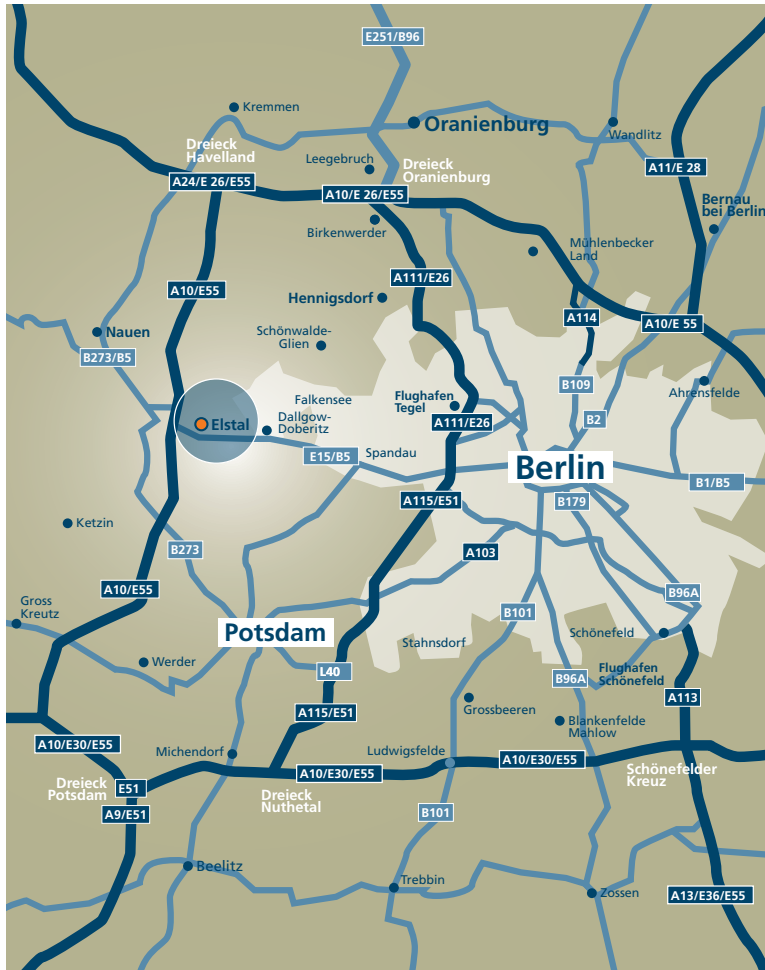 E251/B96
Kremmen
Oranienburg
Wandlitz
Dreieck
Havelland
Leegebruch
Dreieck
Oranienburg
A11/E 28
A24/E 26/E55
A10/E 26/E55
Bernau
bei Berlin
Birkenwerder
Mühlenbecker
Land
A111/E26
A10/E55
Hennigsdorf
A114
A10/E 55
Nauen
Schönwalde-
Glien
B273/B5
B109
Ahrensfelde
Falkensee
Flughafen
Tegel
Elstal
Dallgow-
Doberitz
A111/E26
B2
E15/B5
Spandau
Berlin
B1/B5
A115/E51
B179
Ketzin
B273
A103
A10/E55
B96A
Gross
Kreutz
B101
Potsdam
Schönefeld
Stahnsdorf
Werder
L40
B96A
Flughafen
Schönefeld
A113
Grossbeeren
A115/E51
Blankenfelde
Mahlow
A10/E30/E55
Michendorf
Ludwigsfelde
A10/E30/E55
A10/E30/E55
Schönefelder
Kreuz
Dreieck
Potsdam
E51
Dreieck
Nuthetal
A9/E51
B101
Beelitz
Trebbin
Zossen
A13/E36/E55